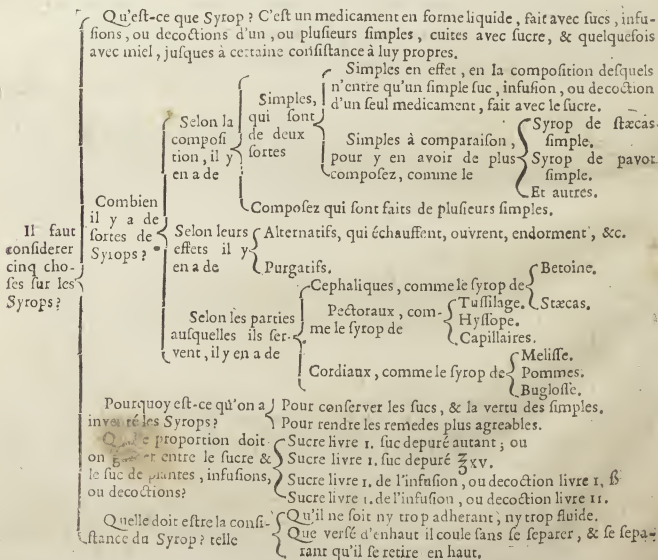 Qu'eſt-ce que Syrop ? C'eſt un medicament en forme liquide, fait avec ſucs, infu-
ſions, ou decoctions d'un, ou pluſieurs ſimples, cuites avec ſucre, & quelquefois
avec miel, juſques à certaine conſiſtance à luy propres.
Il faut
conſiderer
cinq cho-
ſes ſur les
Syrops ?
Combien
il y a de
ſortes de
Syrops ?
Selon la
compoſi
tion, il y
en a de
Simples,
qui ſont
de deux
ſortes
Simples en effet, en la compoſition deſquels
n'entre qu'un ſimple ſuc, infuſion, ou decoction
d'un ſeul medicament, fait avec le ſucre.
Simples à comparaiſon,
pour y en avoir de plus
compoſez, comme le
Syrop de ſtæcas
ſimple.
Syrop de pavot
ſimple.
Et autres.
Compoſez qui ſont faits de pluſieurs ſimples.
Selon leurs
effets il y
en a de
Alternatifs, qui échauffent, ouvrent, endorment, &c.
Purgatifs.
Selon les parties
auſquelles ils ſer-
vent, il y en a de
Cephaliques, comme le ſyrop de
Betoine.
Stæcas.
Pectoraux, com-
me le ſyrop de
Tuſſilage.
Hyſſope.
Capillaires.
Cordiaux, comme le ſyrop de
Meliſſe.
Pommes.
Bugloſſe.
Pourquoy eſt-ce qu'on a
inventé les Syrops ?
Pour conſerver les ſucs, & la vertu des ſimples.
Pour rendre les remedes plus agreables.
proportion doit
on entre le ſucre &
le ſuc de plantes, infuſions,
ou decoctions?
Sucre livre 1. ſuc depuré autant ; ou
Sucre livre 1. ſuc depuré ℥ xv.
Sucre livre 1. de l'infuſion, ou decoction livre 1, ß
Sucre livre 1. de l'infuſion, ou decoction livre 11.
Quelle doit eſtre la conſi-
ſtance du Syrop ? telle
Qu'il ne ſoit ny trop adherant, ny trop fluide.
Que verſé d'enhaut il coule ſans ſe ſeparer, & ſe ſepa-
rant qu'il ſe retire en haut.